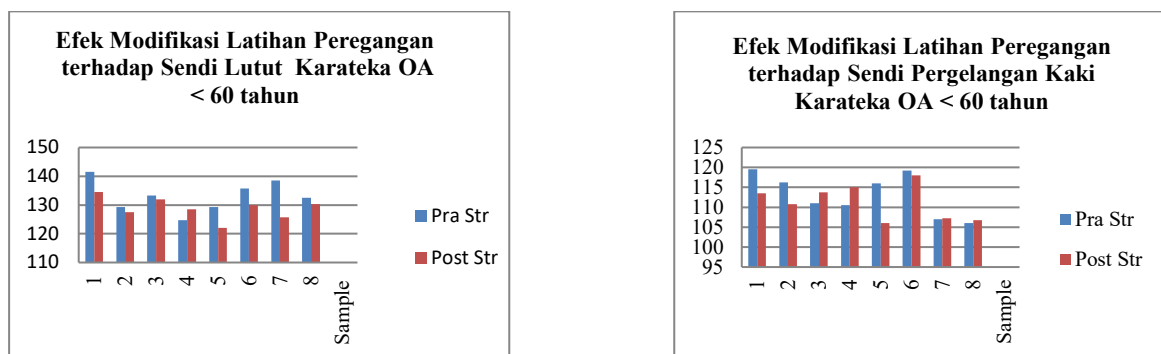 Efek Modifikasi Latihan Peregangan
terhadap Sendi Lutut Karateka OA
< 60 tahun
150
140
130
120
110
1
2
3
4
5
6
7
8
Sample
Pra Str
Post Str
Efek Modifikasi Latihan Peregangan
terhadap Sendi Pergelangan Kaki
Karateka OA < 60 tahun
125
120
115
110
105
100
95
1
2
3
4
5
6
7
8
Sample
Pra Str
Post Str